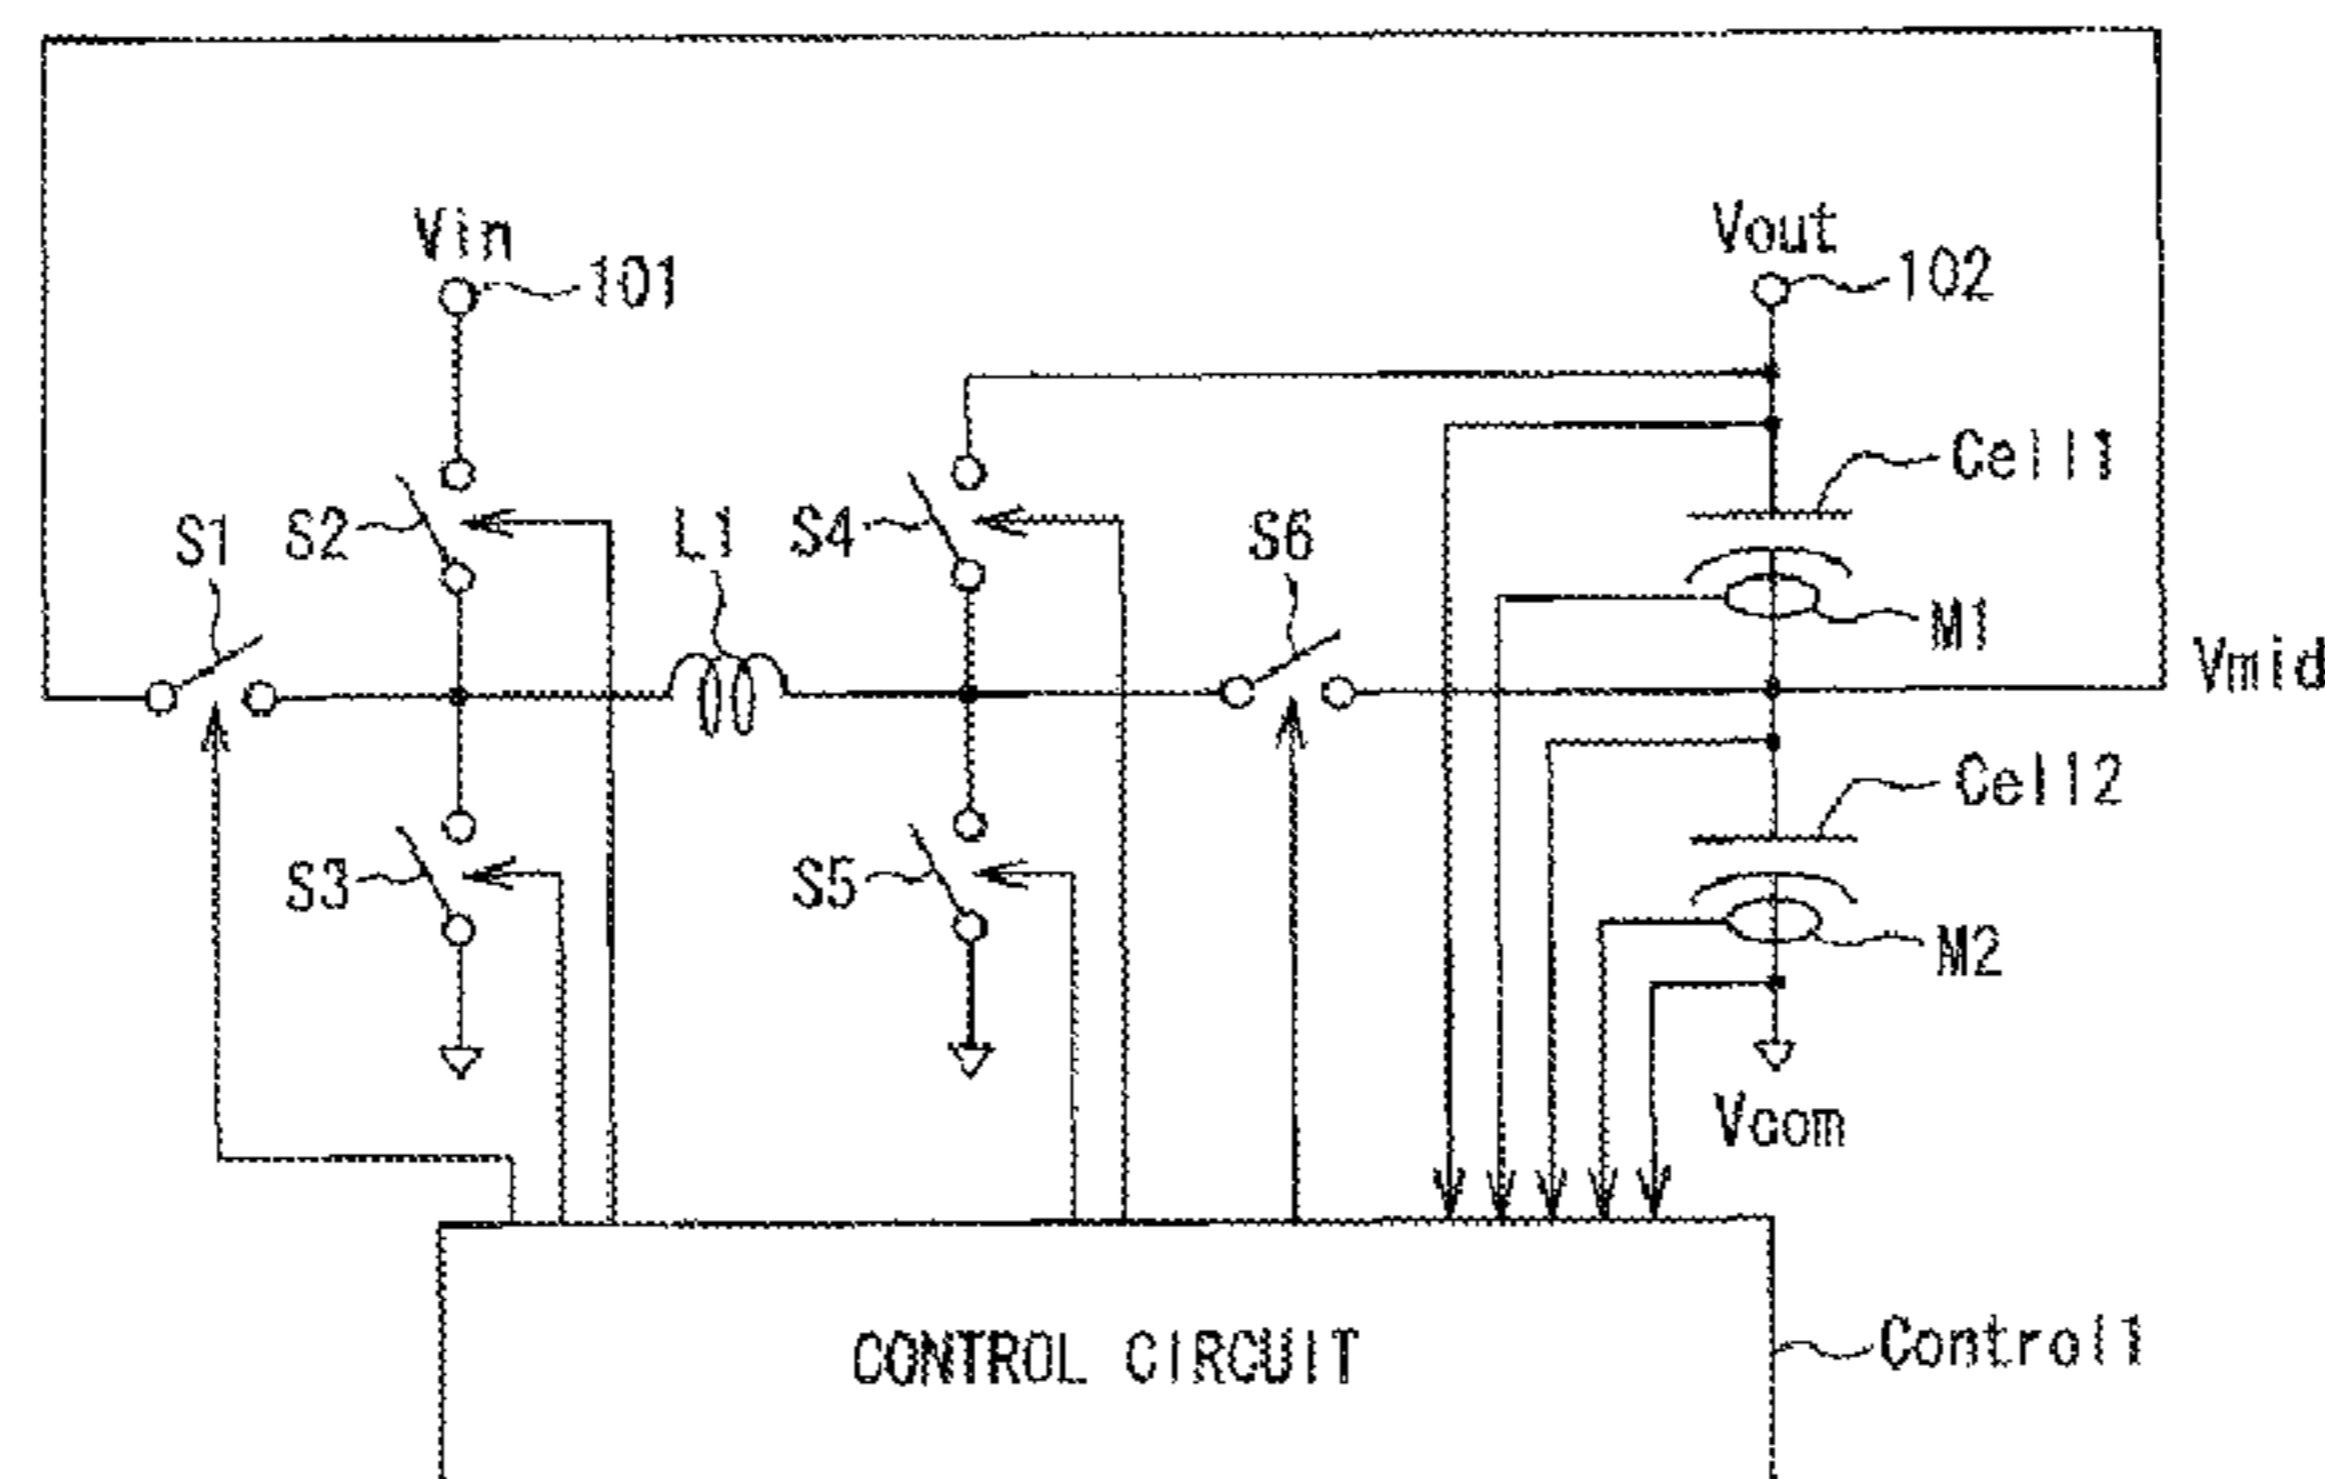 Vin
101
Vout
102
Cell1
S1
S2
L1
S4
S6
M1
Vmid
Cell2
S3
S5
M2
Vcom
CONTROL CIRCUIT
Control1